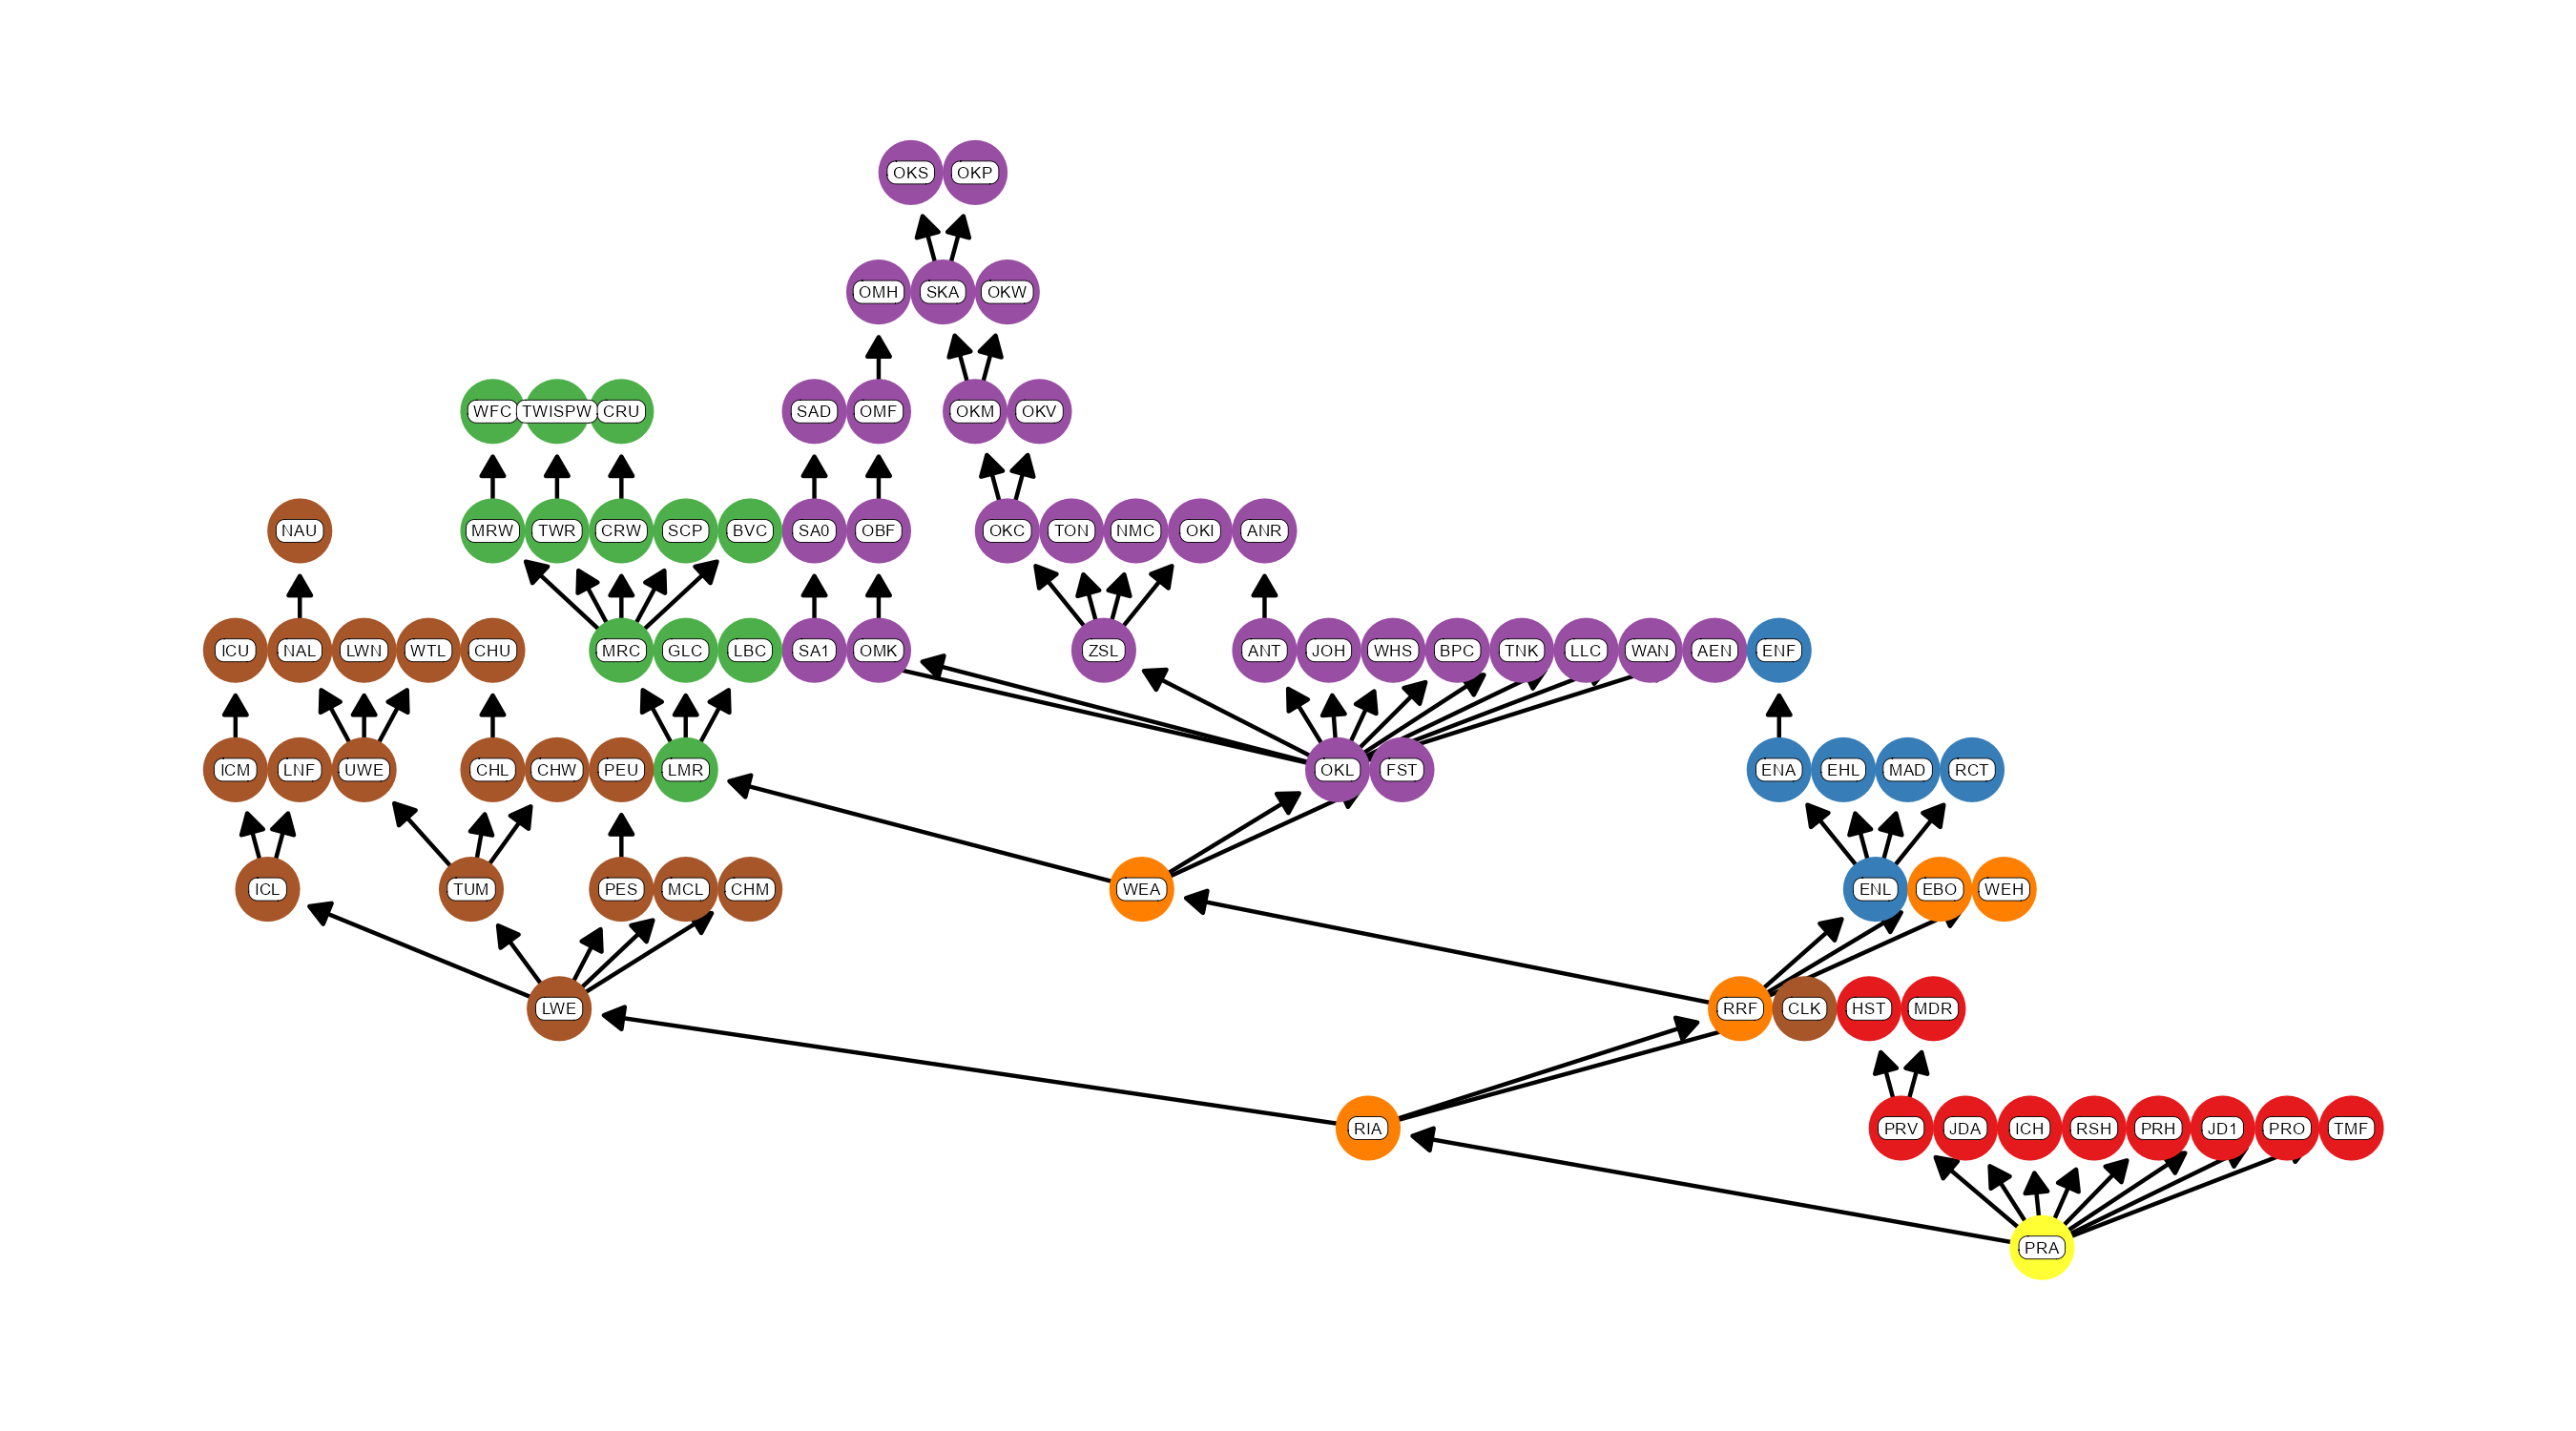 OKS OKP
OMH SKA OKW
WFC TWISPW CRU SAD OMF OKM OKV
NAU MRW TWR CRW SCP BVC SA0 OBF OKC TON NMC OKI ANR
ICU NAL LWN WTL CHU MRC GLC LBC SA1 OMK ZSL ANT JOH WHS BPC TNK LLC WAN AEN ENF
ICM LNF UWE CHL CHW PEU LMR OKL FST ENA EHL MAD RCT
ICL TUM PES MCL CHM WEA ENL EBO WEH
LWE RRF CLK HST MDR
RIA PRV JDA ICH RSH PRH JD1 PRO TMF
PRA